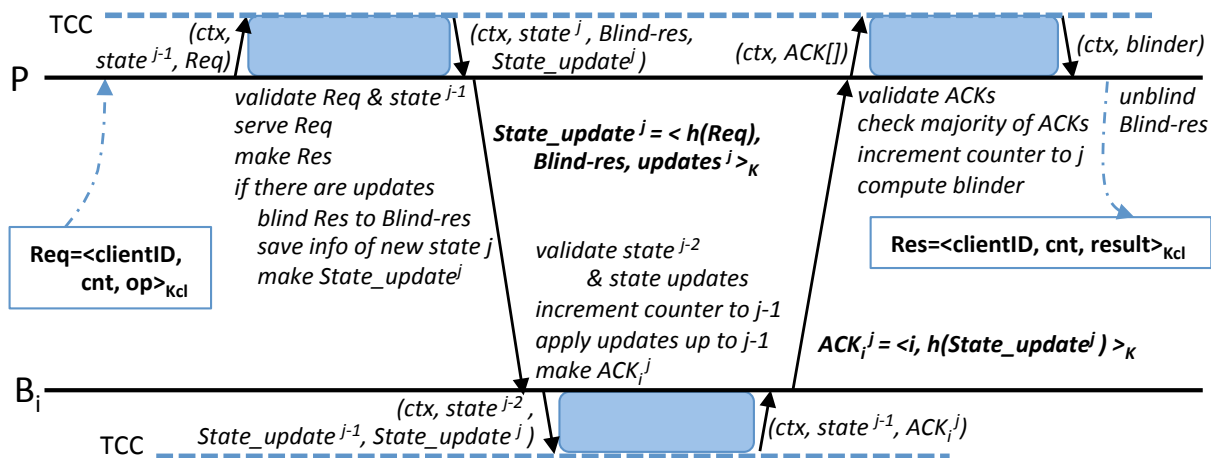 TCC
(ctx,
state j-1, Req)
(ctx, state j , Blind-res,
State_update j)
(ctx, ACK[])
(ctx, blinder)
P
validate Req & state j-1
serve Req
make Res
if there are updates
blind Res to Blind-res
save info of new state j
make State_update j
State_update j = < h(Req),
Blind-res, updates j >K
validate ACKs
check majority of ACKs
increment counter to j
compute blinder
unblind
Blind-res
Req=<clientID,
cnt, op>Kcl
validate state j-2
& state updates
increment counter to j-1
apply updates up to j-1
make ACKi j
Res=<clientID, cnt, result>Kcl
ACKi j = <i, h(State_update j ) >K
Bi
(ctx, state j-2 ,
State_update j-1, State_update j )
(ctx, state j-1, ACKi j)
TCC